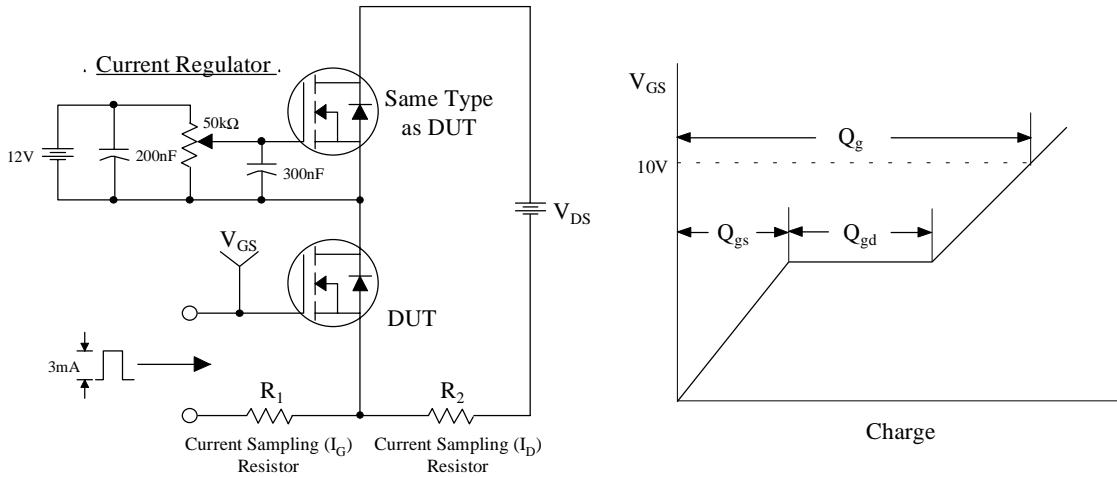 . Current Regulator .
50kΩ
12V
200nF
300nF
Same Type
as DUT
V_DS
V_GS
DUT
3mA
R_1
R_2
Current Sampling (I_G)
Resistor
Current Sampling (I_D)
Resistor
V_GS
Q_g
10V
Q_gs
Q_gd
Charge